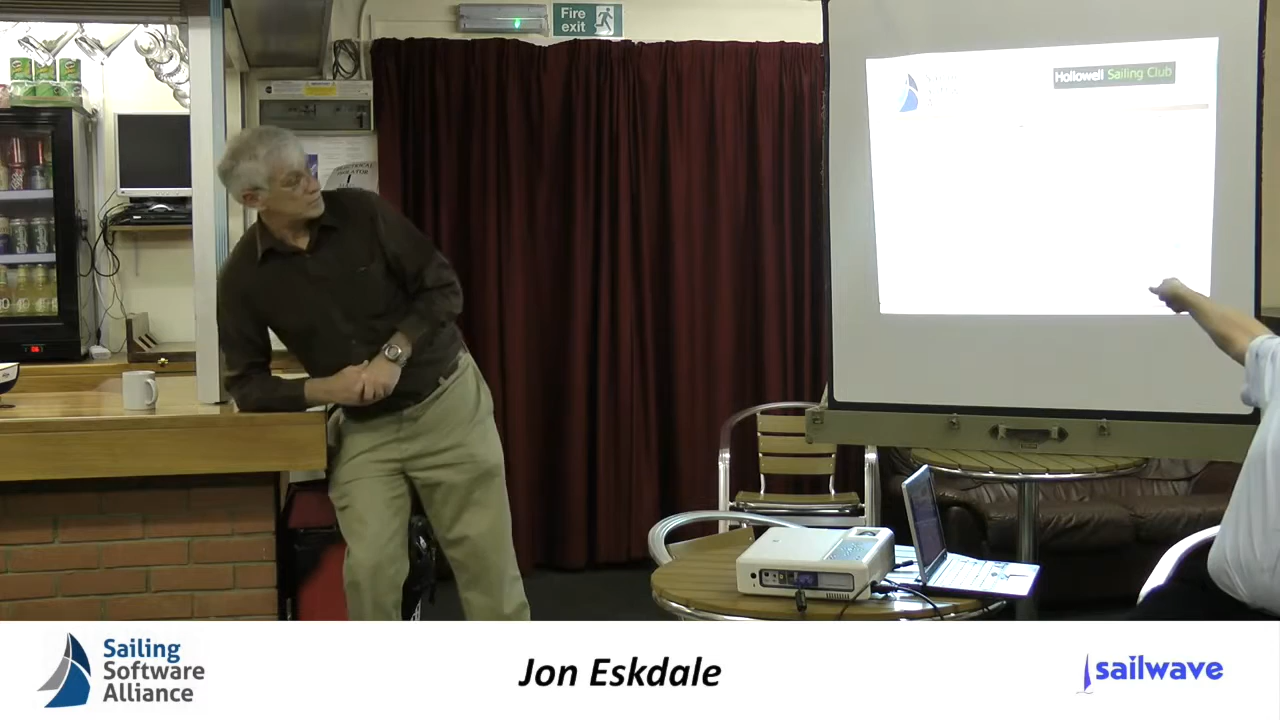 Fire
exit
Hollowell Sailing Club
Sailing
Software
Alliance
Jon Eskdale
sailwave